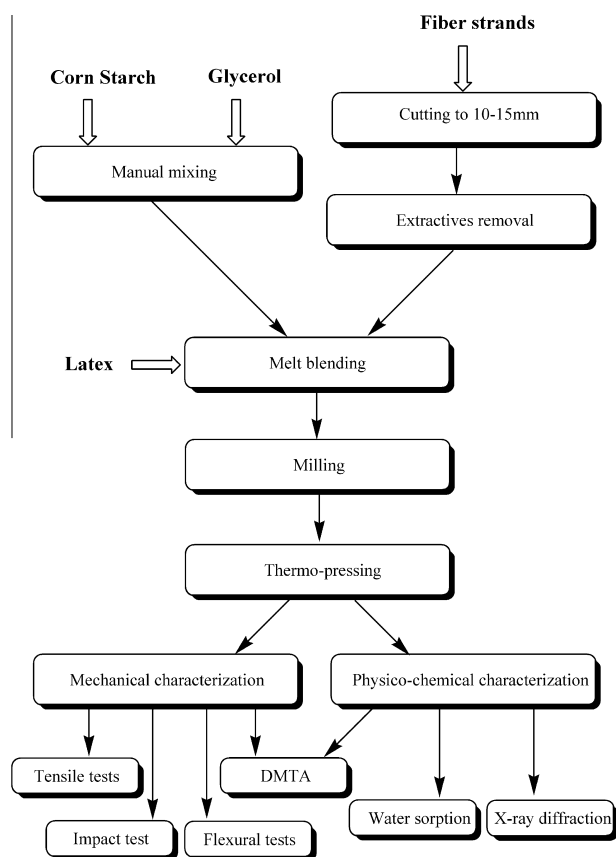 Fiber strands
Corn Starch
Glycerol
Cutting to 10-15mm
Manual mixing
Extractives removal
Latex
Melt blending
Milling
Thermo-pressing
Mechanical characterization
Physico-chemical characterization
Tensile tests
DMTA
Water sorption
X-ray diffraction
Impact test
Flexural tests